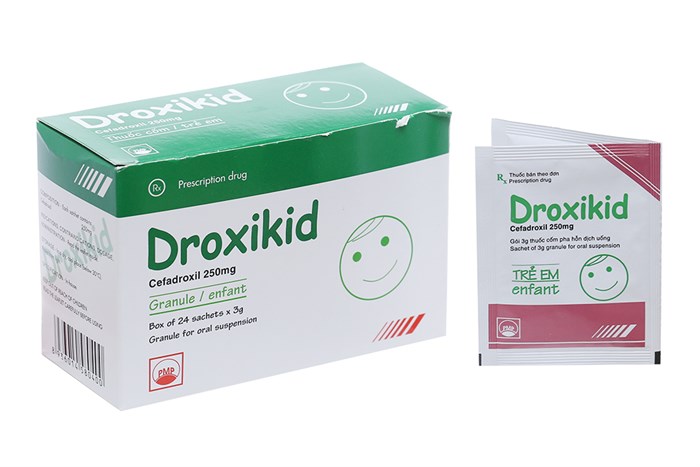 Droxikid
Cefadroxil 250mg
Thuốc cốm / trẻ em
Rx Prescription drug
Droxikid
Cefadroxil 250mg
Granule / enfant
Box of 24 sachets x 3g
Granule for oral suspension
PMP
Rx Thuốc bán theo đơn
Prescription drug
Droxikid
Cefadroxil 250mg
Gói 3g thuốc cốm pha hỗn dịch uống
Sachet of 3g granule for oral suspension
TRẺ EM
enfant
PMP